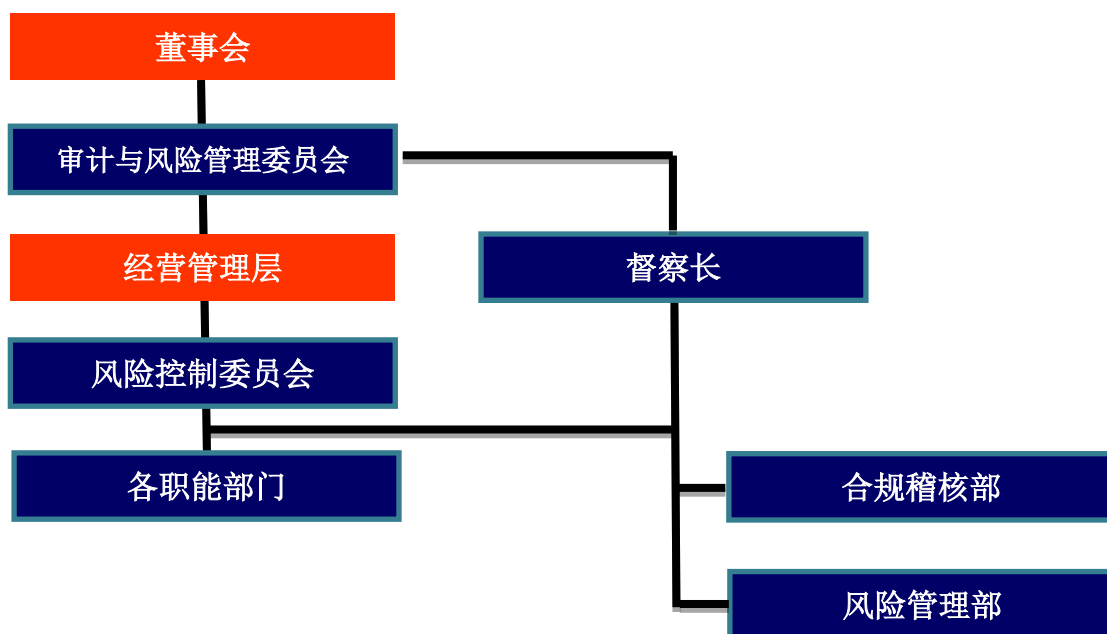 董事会
审计与风险管理委员会
经营管理层
督察长
风险控制委员会
各职能部门
合规稽核部
风险管理部